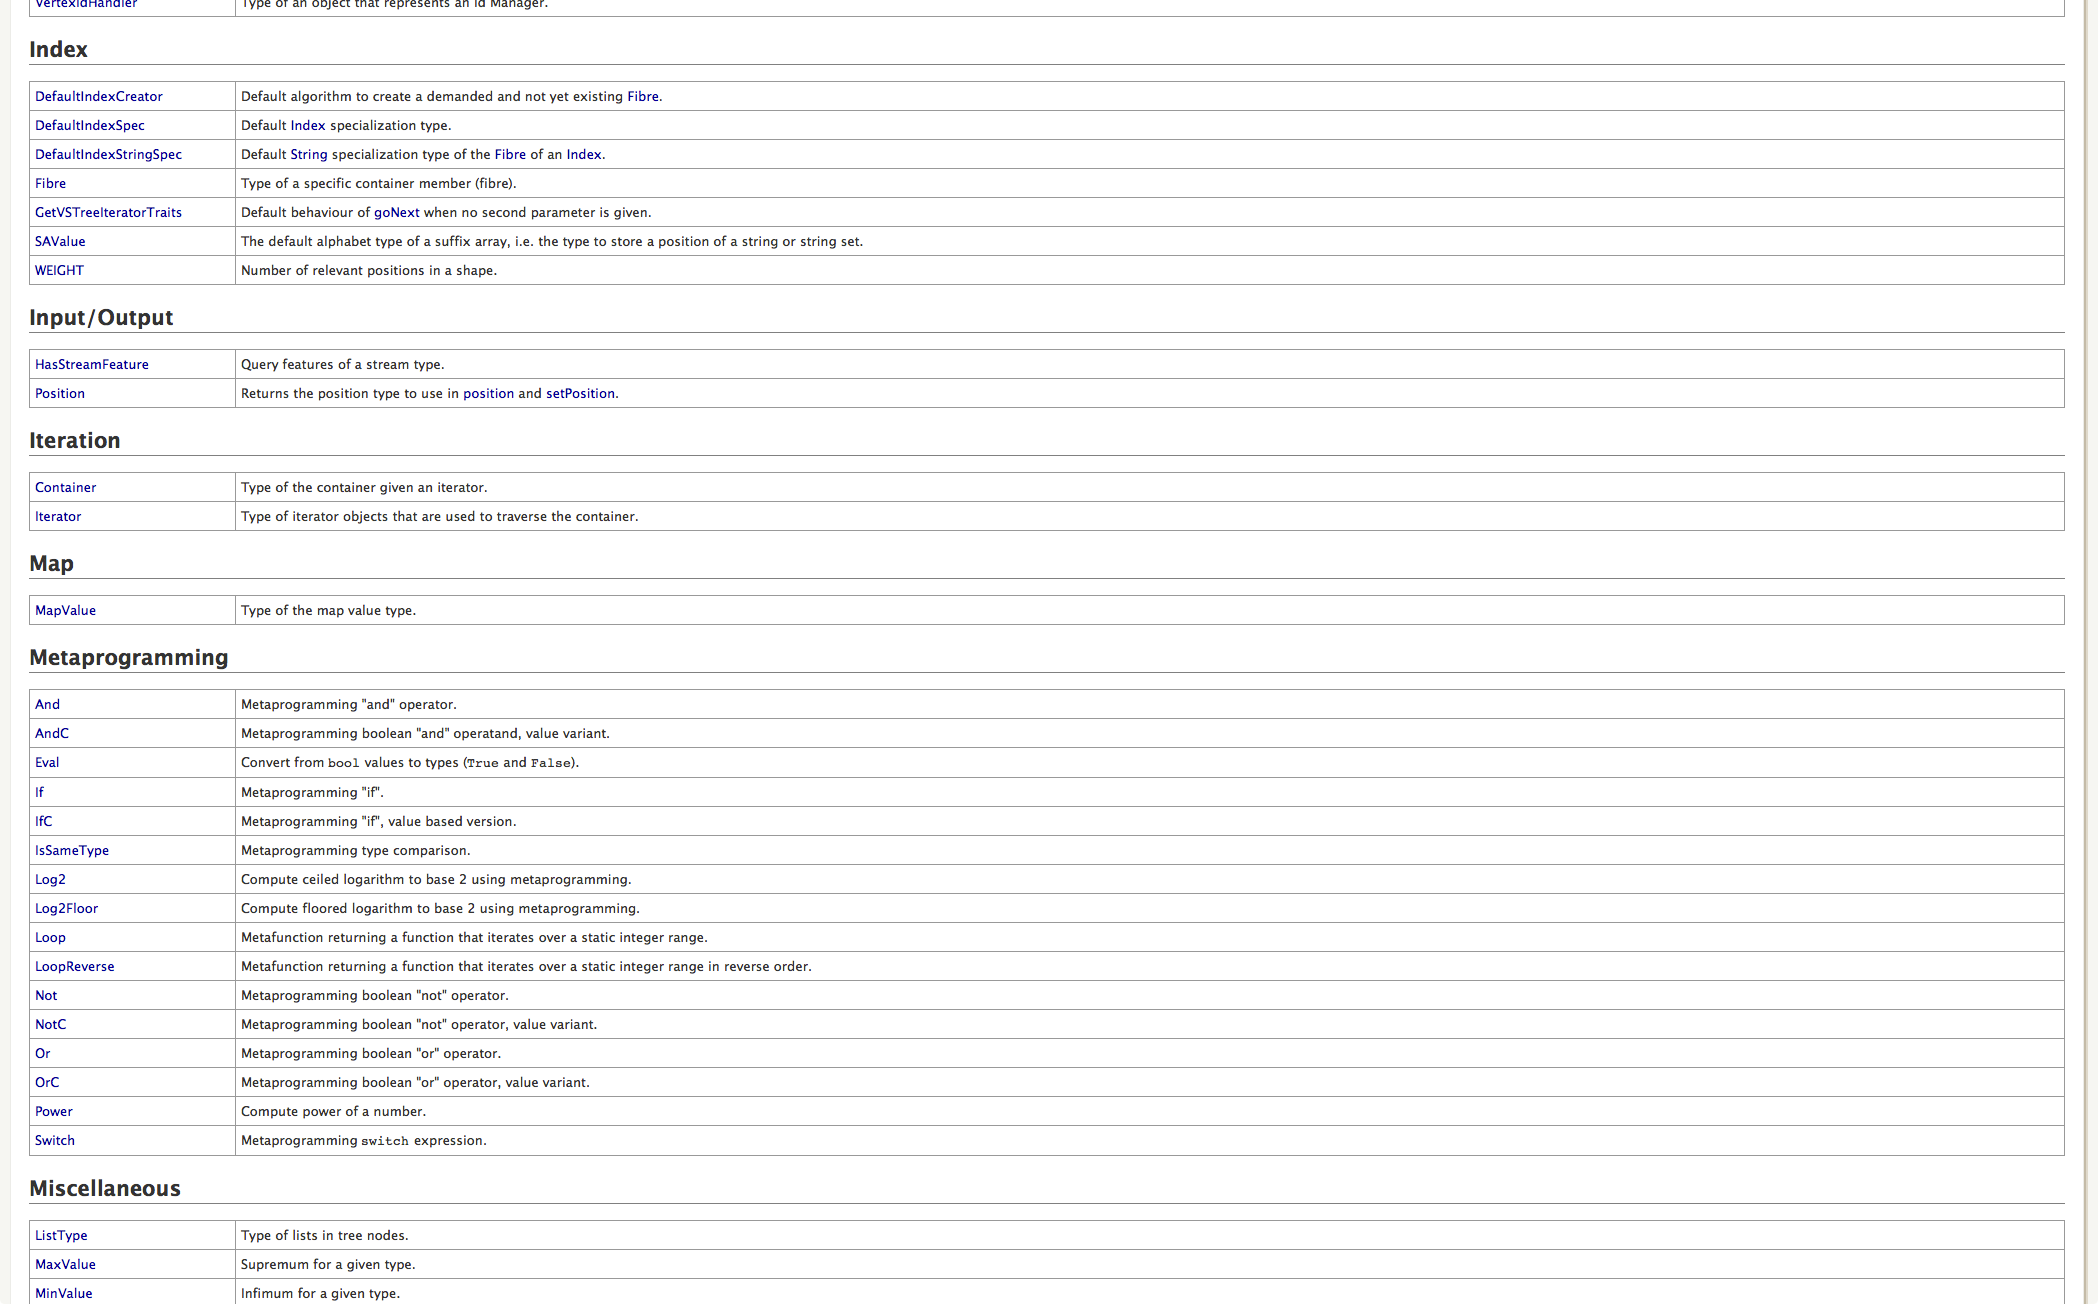 VertexIdHandler Type of an object that represents an Id Manager.
Index
DefaultIndexCreator Default algorithm to create a demanded and not yet existing Fibre.
DefaultIndexSpec Default Index specialization type.
DefaultIndexStringSpec Default String specialization type of the Fibre of an Index.
Fibre Type of a specific container member (fibre).
GetVSTreeIteratorTraits Default behaviour of goNext when no second parameter is given.
SAValue The default alphabet type of a suffix array, i.e. the type to store a position of a string or string set.
WEIGHT Number of relevant positions in a shape.
Input/Output
HasStreamFeature Query features of a stream type.
Position Returns the position type to use in position and setPosition.
Iteration
Container Type of the container given an iterator.
Iterator Type of iterator objects that are used to traverse the container.
Map
MapValue Type of the map value type.
Metaprogramming
And Metaprogramming "and" operator.
AndC Metaprogramming boolean "and" operatand, value variant.
Eval Convert from bool values to types (True and False).
If Metaprogramming "if".
IfC Metaprogramming "if", value based version.
IsSameType Metaprogramming type comparison.
Log2 Compute ceiled logarithm to base 2 using metaprogramming.
Log2Floor Compute floored logarithm to base 2 using metaprogramming.
Loop Metafunction returning a function that iterates over a static integer range.
LoopReverse Metafunction returning a function that iterates over a static integer range in reverse order.
Not Metaprogramming boolean "not" operator.
NotC Metaprogramming boolean "not" operator, value variant.
Or Metaprogramming boolean "or" operator.
OrC Metaprogramming boolean "or" operator, value variant.
Power Compute power of a number.
Switch Metaprogramming switch expression.
Miscellaneous
ListType Type of lists in tree nodes.
MaxValue Supremum for a given type.
MinValue Infimum for a given type.